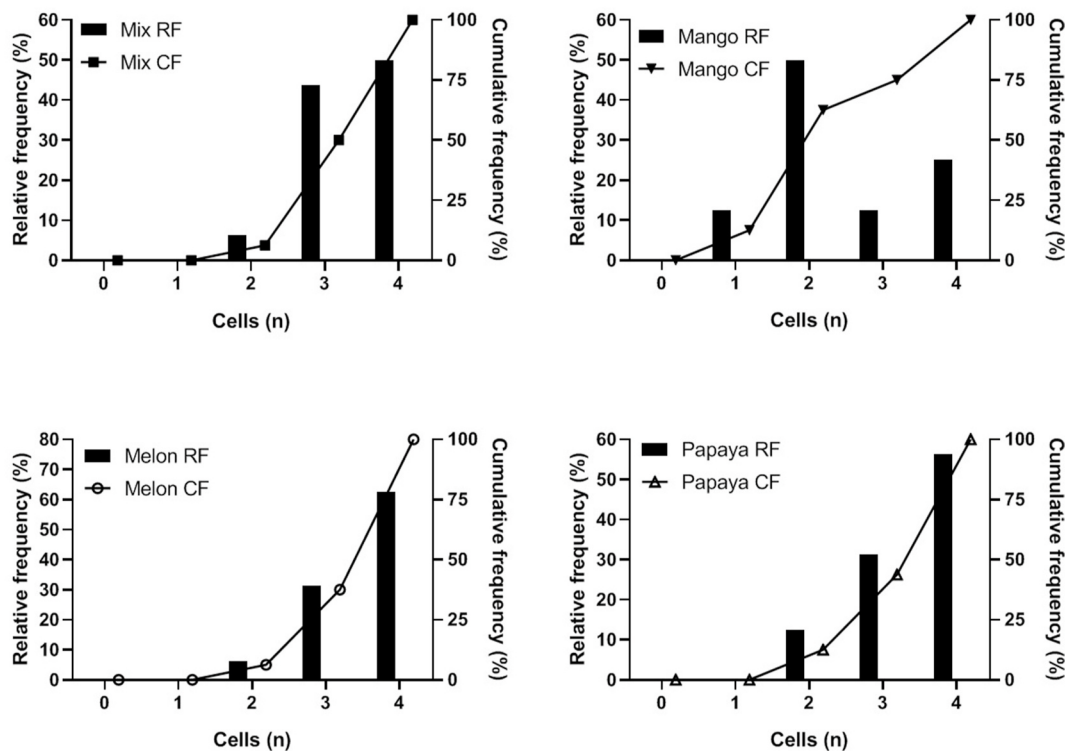 Mix RF
Mix CF
Relative frequency (%)
60
50
40
30
20
10
0
100
75
50
25
0
Cumulative frequency (%)
0 1 2 3 4
Cells (n)
Mango RF
Mango CF
Relative frequency (%)
60
50
40
30
20
10
0
100
75
50
25
0
Cumulative frequency (%)
0 1 2 3 4
Cells (n)
Melon RF
Melon CF
Relative frequency (%)
80
70
60
50
40
30
20
10
0
100
75
50
25
0
Cumulative frequency (%)
0 1 2 3 4
Cells (n)
Papaya RF
Papaya CF
Relative frequency (%)
60
50
40
30
20
10
0
100
75
50
25
0
Cumulative frequency (%)
0 1 2 3 4
Cells (n)